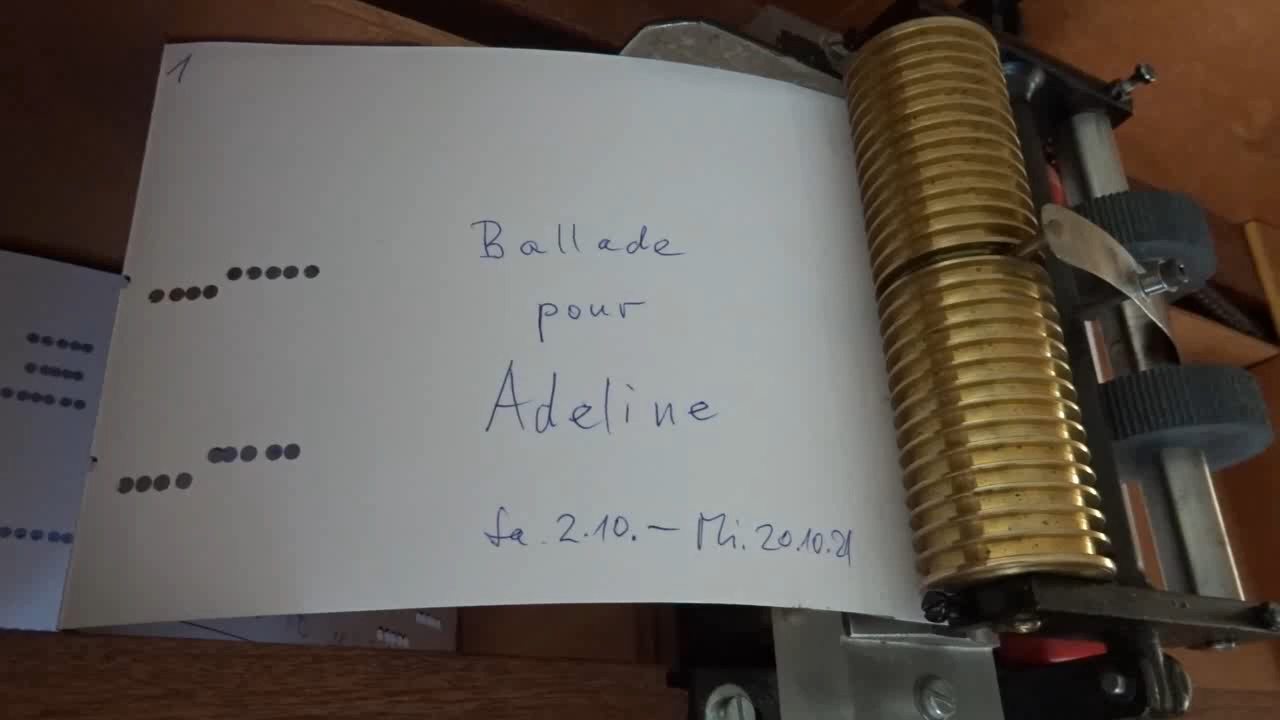 1
Ballade
pour
Adeline
Sa. 2.10. – Mi. 20.10.21